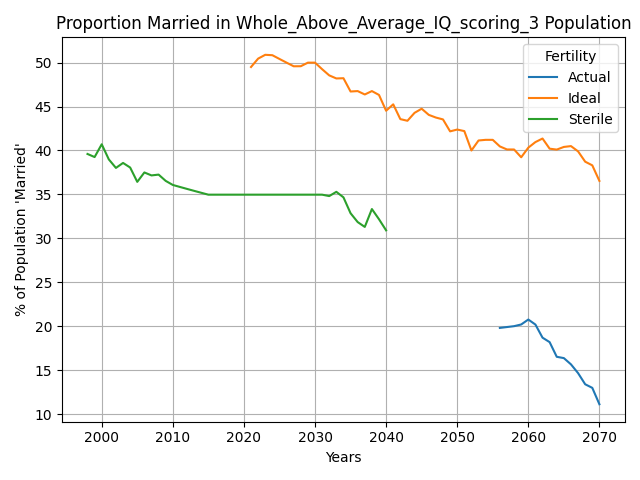 Proportion Married in Whole_Above_Average_IQ_scoring_3 Population
% of Population 'Married'
50
45
40
35
30
25
20
15
10
2000 2010 2020 2030 2040 2050 2060 2070
Years
Fertility
Actual
Ideal
Sterile